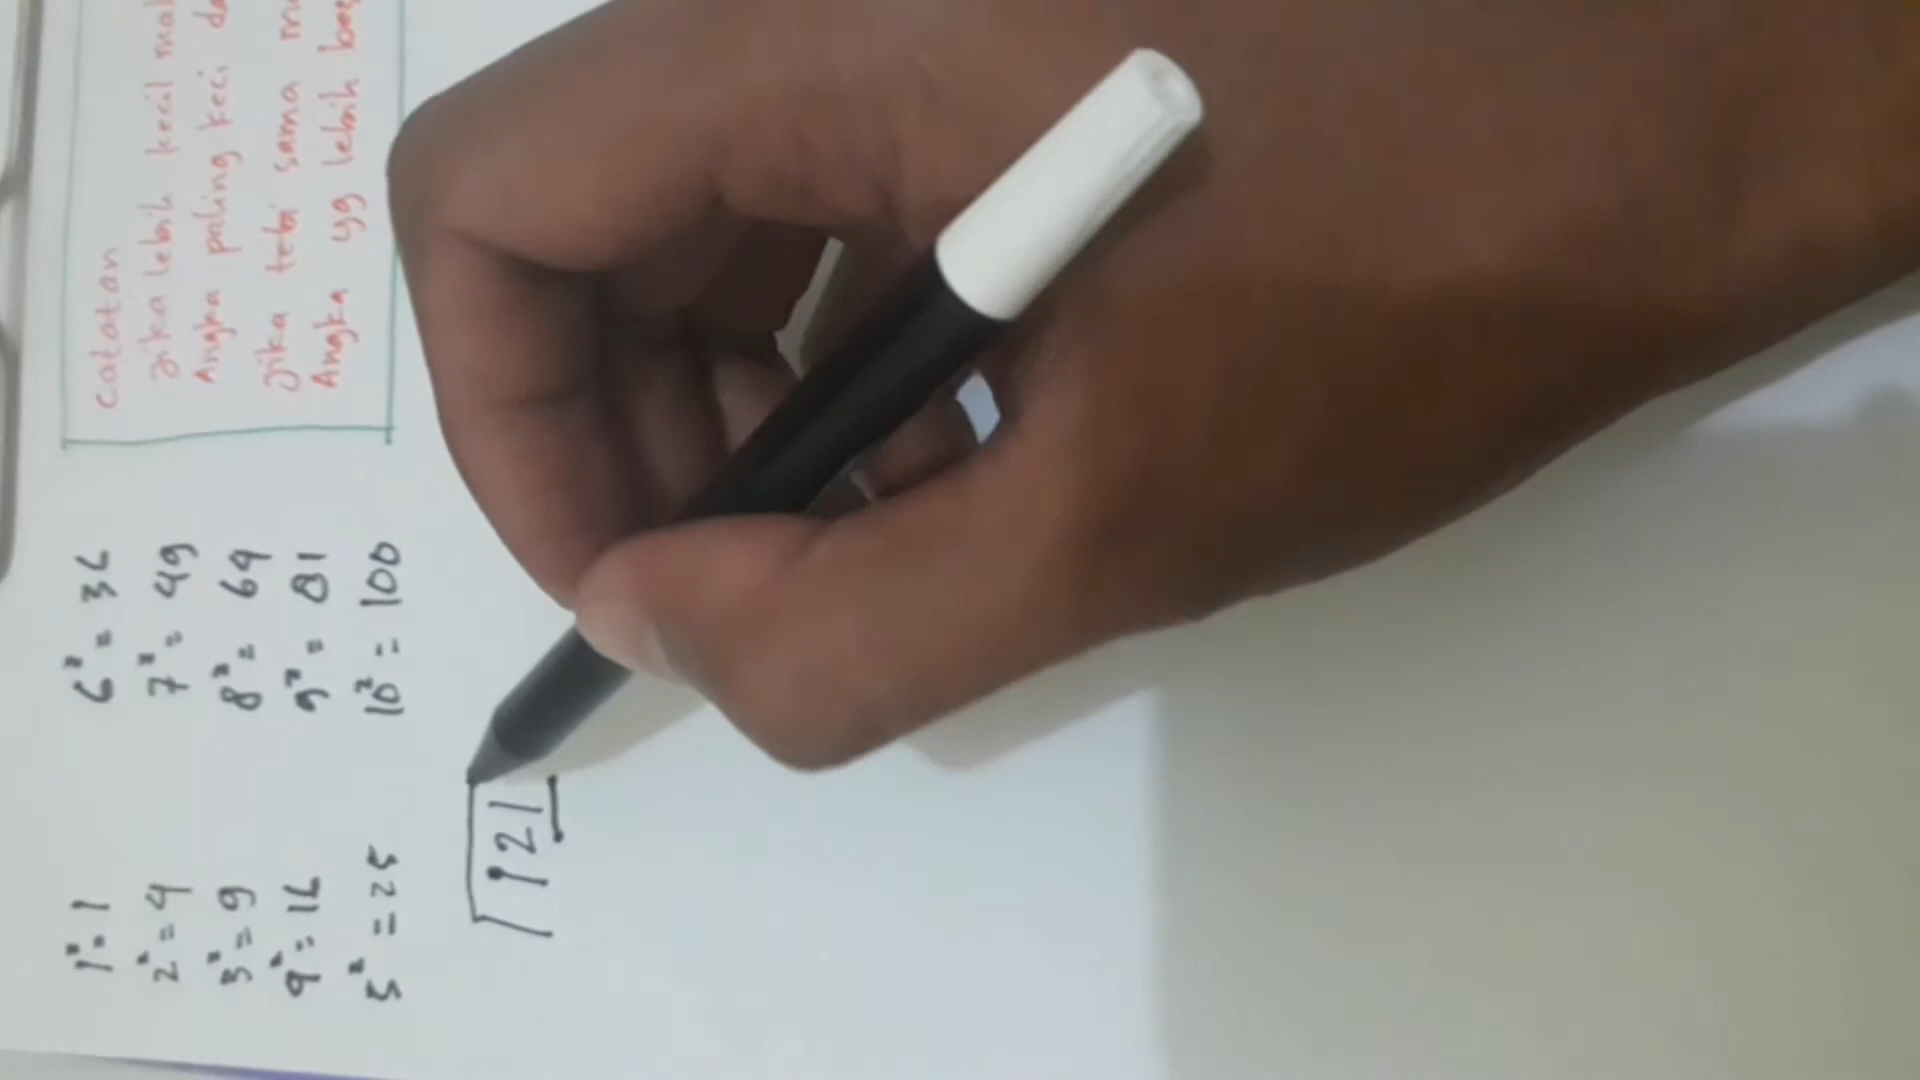 1² = 1
2² = 4
3² = 9
4² = 16
5² = 25
6² = 36
7² = 49
8² = 64
9² = 81
10² = 100
catatan
Jika lebih kecil
Angka paling keci
Jika sama
Angka yg lebih
√121